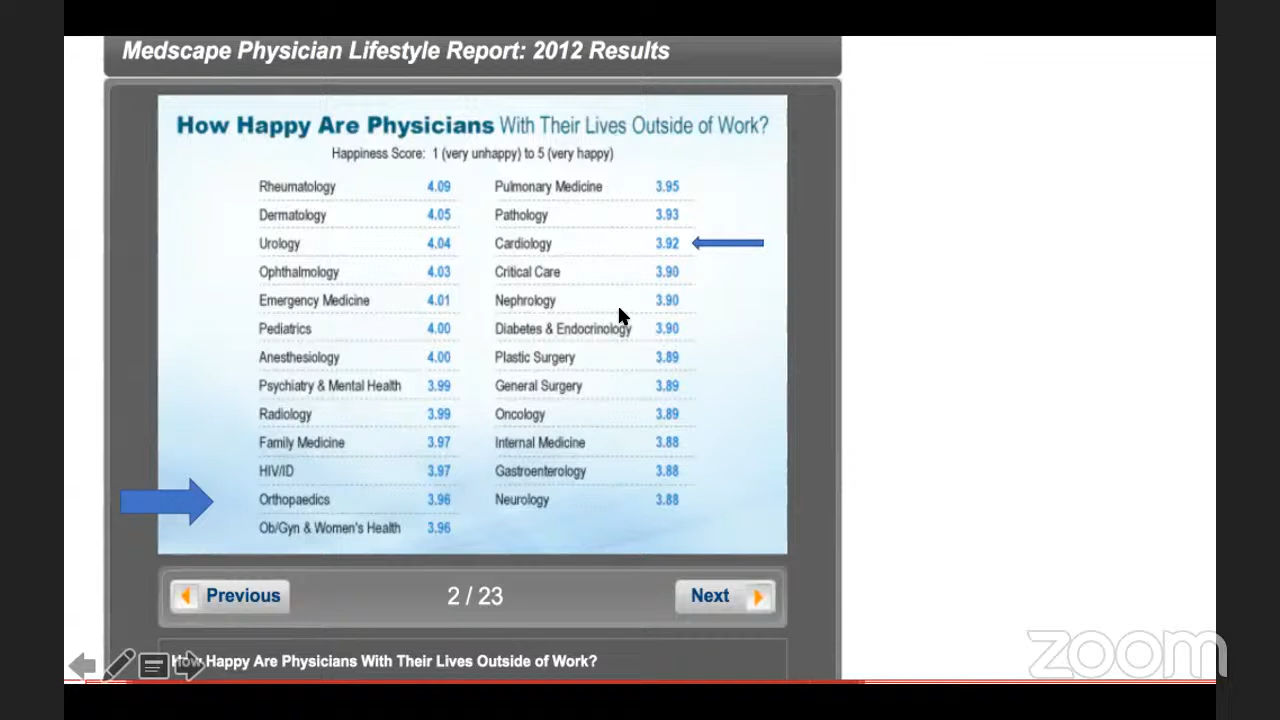 Medscape Physician Lifestyle Report: 2012 Results
How Happy Are Physicians With Their Lives Outside of Work?
Happiness Score: 1 (very unhappy) to 5 (very happy)
Rheumatology 4.09
Dermatology 4.05
Urology 4.04
Ophthalmology 4.03
Emergency Medicine 4.01
Pediatrics 4.00
Anesthesiology 4.00
Psychiatry & Mental Health 3.99
Radiology 3.99
Family Medicine 3.97
HIV/ID 3.97
Orthopaedics 3.96
Ob/Gyn & Women's Health 3.96
Pulmonary Medicine 3.95
Pathology 3.93
Cardiology 3.92
Critical Care 3.90
Nephrology 3.90
Diabetes & Endocrinology 3.90
Plastic Surgery 3.89
General Surgery 3.89
Oncology 3.89
Internal Medicine 3.88
Gastroenterology 3.88
Neurology 3.88
Previous
2 / 23
Next
How Happy Are Physicians With Their Lives Outside of Work?
zoom